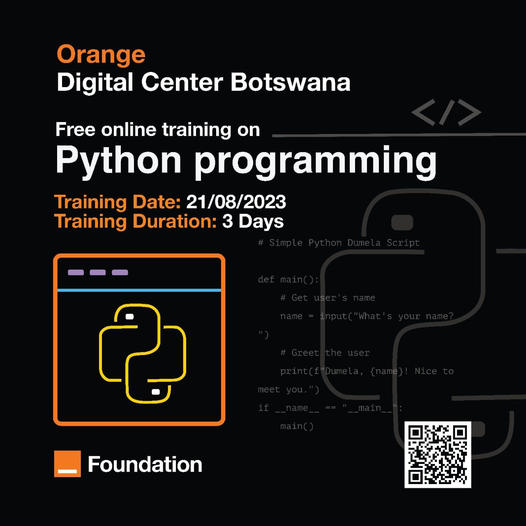 Orange
Digital Center Botswana
</>
Free online training on
Python programming
Training Date: 21/08/2023
Training Duration: 3 Days
# Simple Python Dumela Script
def main():
# Get user's name
name = input("What's your name?
")
# Greet the user
print(f"Dumela, {name}! Nice to
meet you.")
if __name__ == "__main__":
main()
Foundation